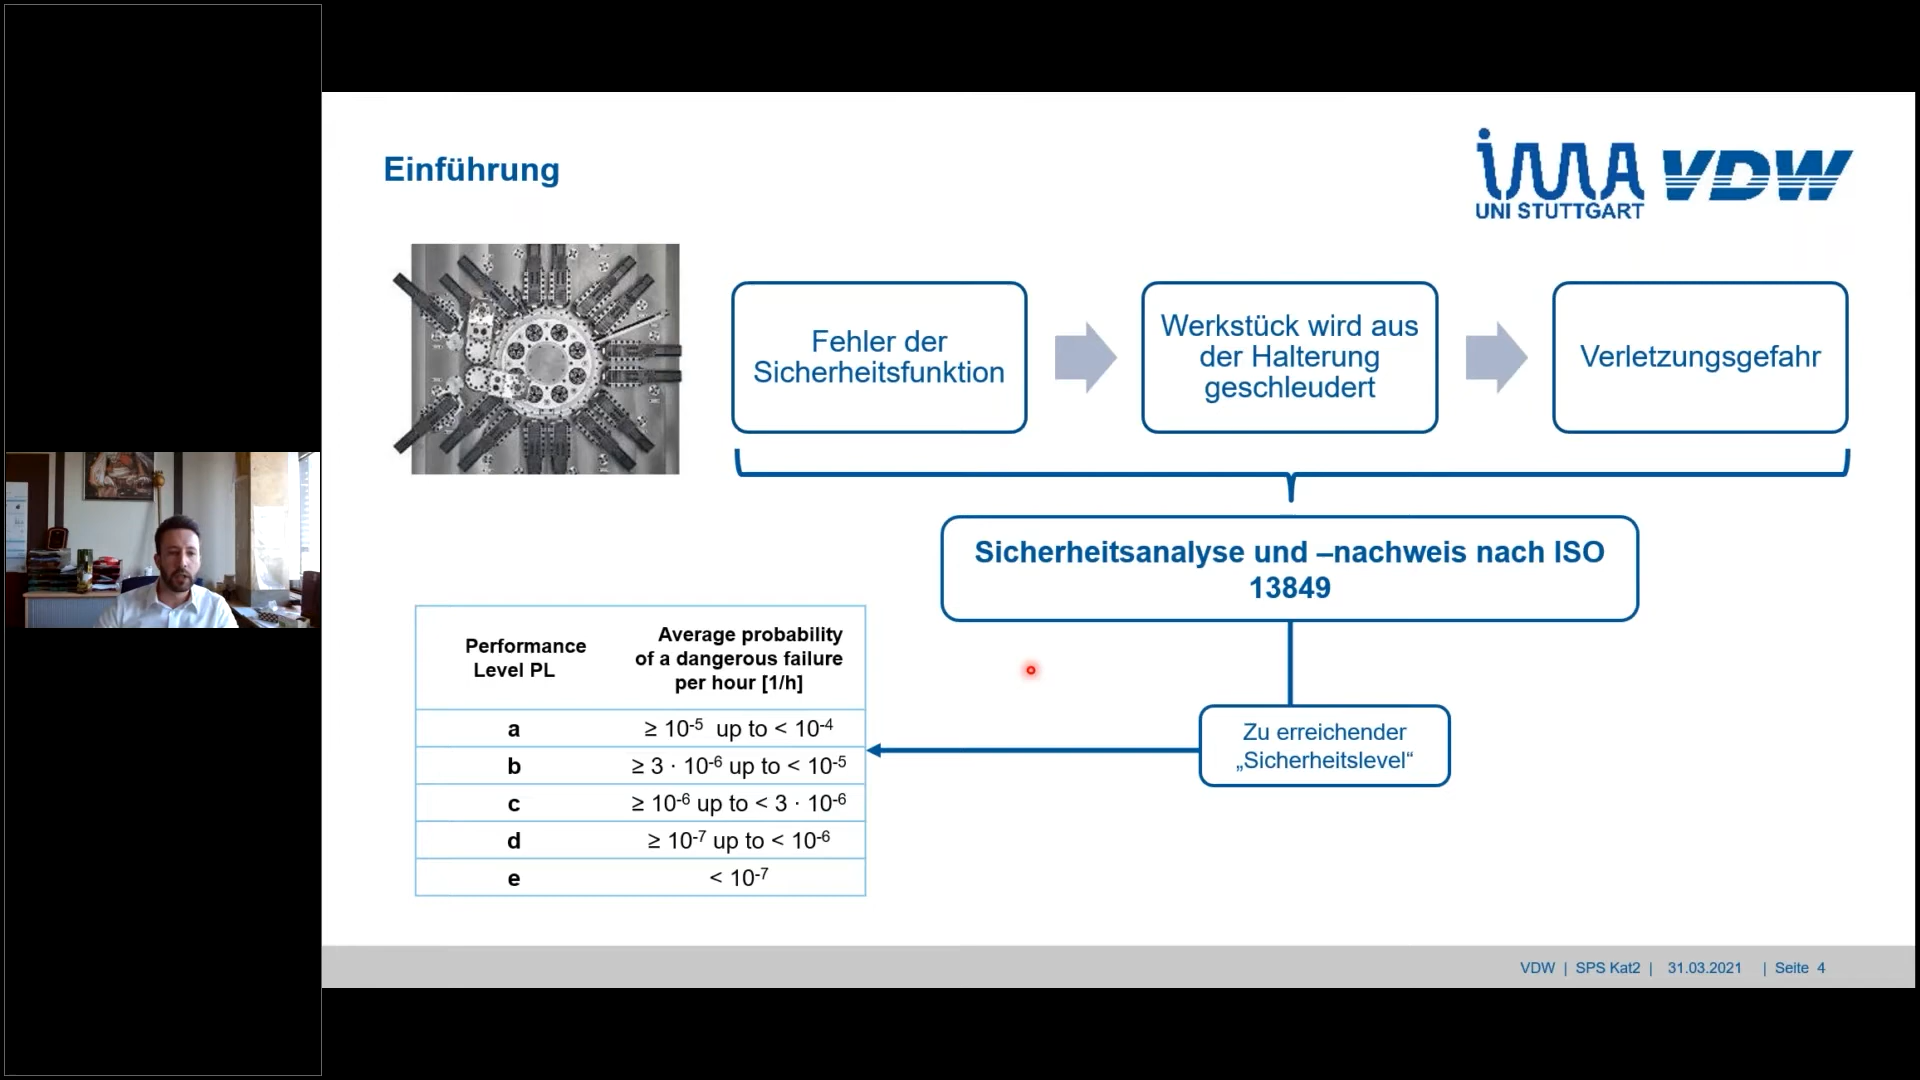 Einführung
ima VDW
UNI STUTTGART
Fehler der
Sicherheitsfunktion
Werkstück wird aus
der Halterung
geschleudert
Verletzungsgefahr
Sicherheitsanalyse und –nachweis nach ISO
13849
Zu erreichender
„Sicherheitslevel“
Performance
Level PL
Average probability
of a dangerous failure
per hour [1/h]
a ≥ 10⁻⁵ up to < 10⁻⁴
b ≥ 3 · 10⁻⁶ up to < 10⁻⁵
c ≥ 10⁻⁶ up to < 3 · 10⁻⁶
d ≥ 10⁻⁷ up to < 10⁻⁶
e < 10⁻⁷
VDW | SPS Kat2 | 31.03.2021 | Seite 4